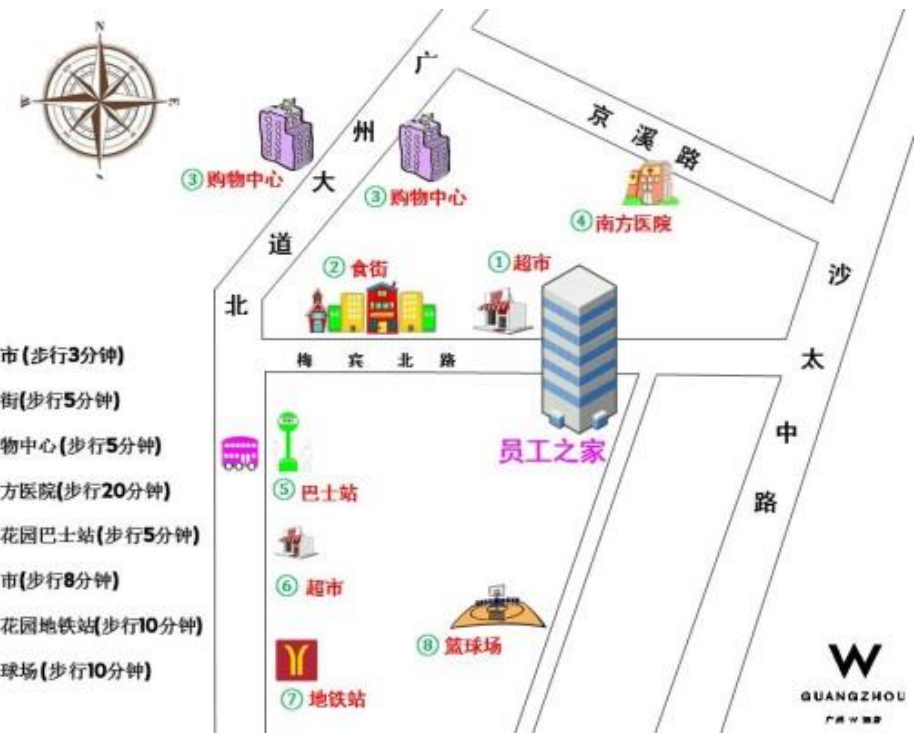 N
W
E
S
广州大道北
京溪路
③购物中心
③购物中心
④南方医院
②食街
①超市
沙太中路
梅宾北路
员工之家
市(步行3分钟)
街(步行5分钟)
物中心(步行5分钟)
方医院(步行20分钟)
花园巴士站(步行5分钟)
市(步行8分钟)
花园地铁站(步行10分钟)
球场(步行10分钟)
⑤巴士站
⑥超市
⑧篮球场
⑦地铁站
W
GUANGZHOU
广州W酒店